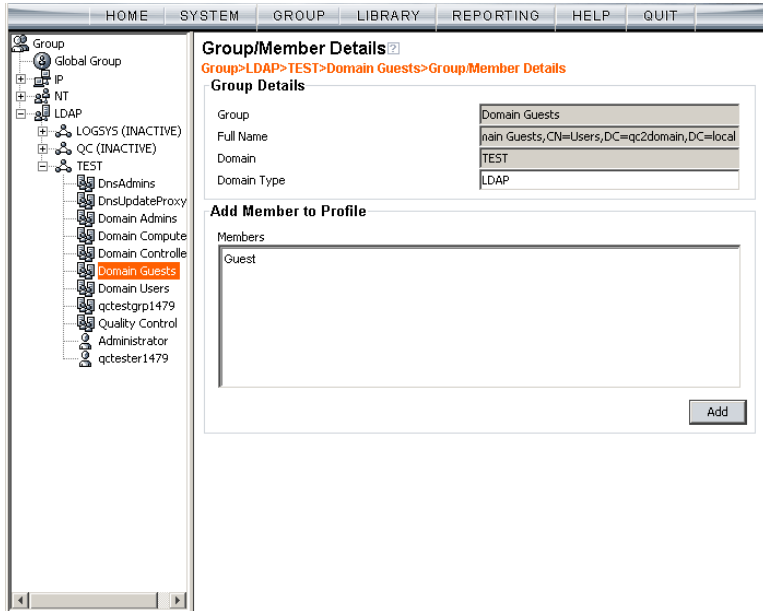 HOME SYSTEM GROUP LIBRARY REPORTING HELP QUIT
Group
Global Group
IP
NT
LDAP
LOGSYS (INACTIVE)
QC (INACTIVE)
TEST
DnsAdmins
DnsUpdateProxy
Domain Admins
Domain Compute
Domain Controlle
Domain Guests
Domain Users
qctestgrp1479
Quality Control
Administrator
qctester1479
Group/Member Details?
Group>LDAP>TEST>Domain Guests>Group/Member Details
Group Details
Group Domain Guests
Full Name nain Guests,CN=Users,DC=qc2domain,DC=local
Domain TEST
Domain Type LDAP
Add Member to Profile
Members
Guest
Add